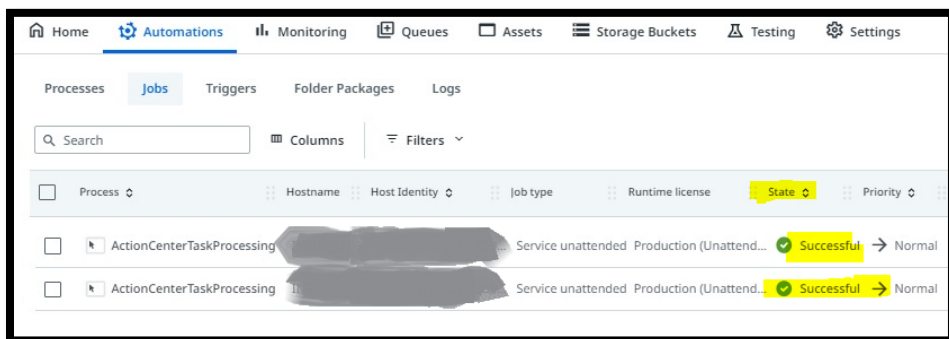 Home Automations Monitoring Queues Assets Storage Buckets Testing Settings
Processes Jobs Triggers Folder Packages Logs
Search Columns Filters
Process Hostname Host Identity Job type Runtime license State Priority
ActionCenterTaskProcessing Service unattended Production (Unattend... Successful Normal
ActionCenterTaskProcessing Service unattended Production (Unattend... Successful Normal